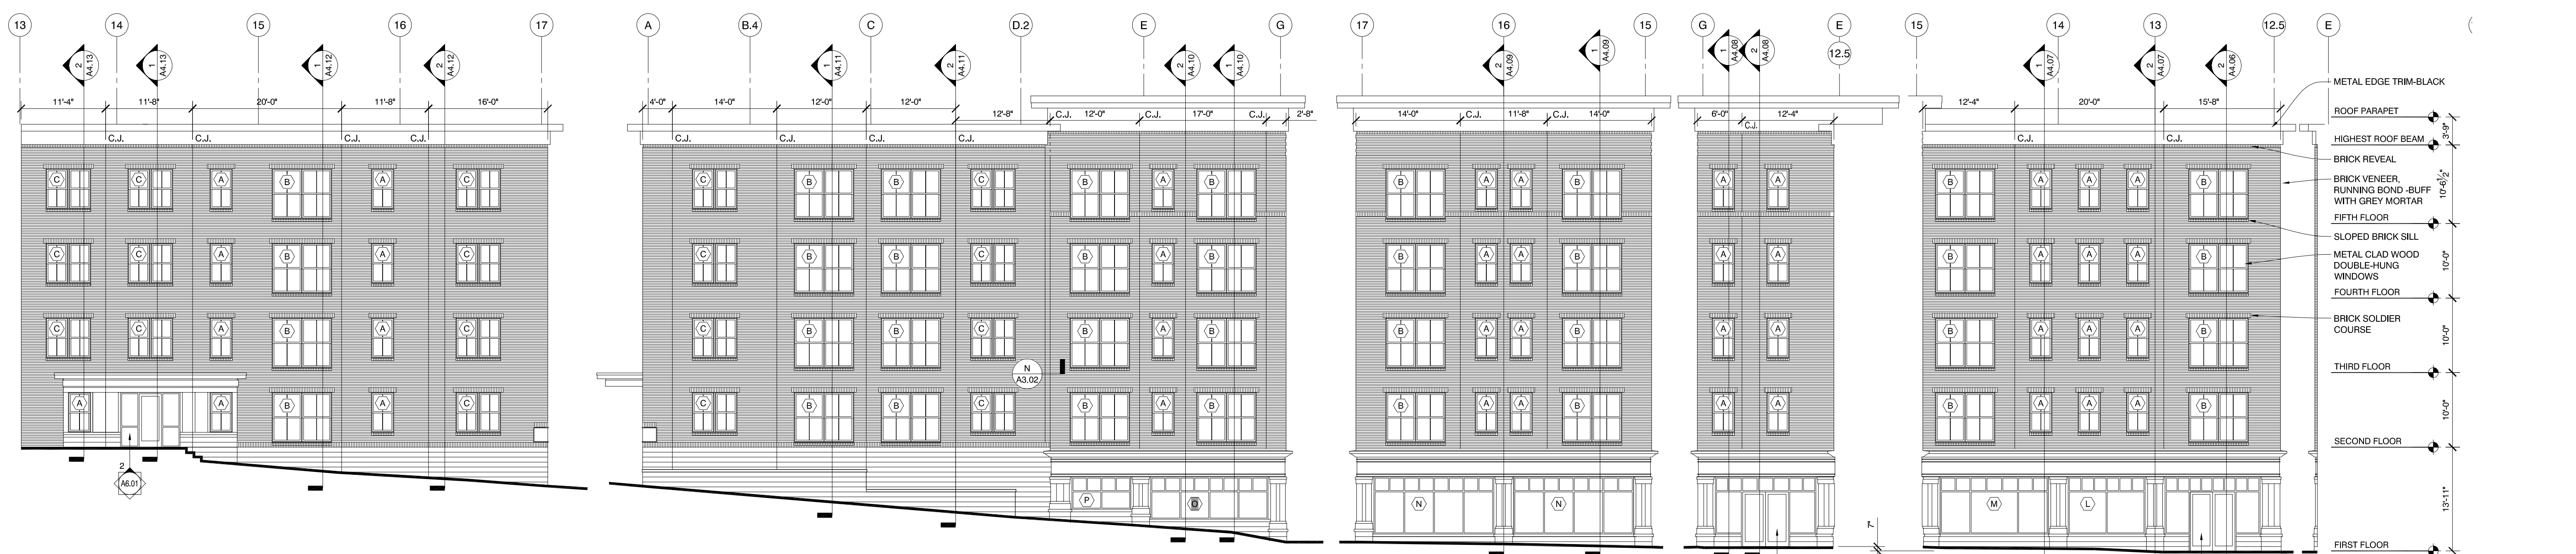 13 14 15 16 17 A B.4 C D.2 E G 17 16 15 G E 15 14 13 12.5 E
12.5
2 A4.13 1 A4.13 1 A4.12 2 A4.12 1 A4.11 2 A4.11 2 A4.10 1 A4.10 2 A4.09 1 A4.09 1 A4.08 2 A4.08 1 A4.07 2 A4.07 2 A4.06
METAL EDGE TRIM-BLACK
11'-4" 11'-8" 20'-0" 11'-8" 16'-0" 4'-0" 14'-0" 12'-0" 12'-0" 12'-4" 20'-0" 15'-8"
ROOF PARAPET
12'-8" C.J. 12'-0" C.J. 17'-0" C.J. 2'-8" 14'-0" C.J. 11'-8" C.J. 14'-0" 6'-0" C.J. 12'-4"
3'-9"
C.J. C.J. C.J. C.J. C.J. C.J. C.J. C.J. C.J. C.J.
HIGHEST ROOF BEAM
BRICK REVEAL
BRICK VENEER,
RUNNING BOND -BUFF
WITH GREY MORTAR
10'-6 1/2"
C C A B A C C B B C B A B B A A B A A B A A A B
FIFTH FLOOR
SLOPED BRICK SILL
METAL CLAD WOOD
DOUBLE-HUNG
WINDOWS
10'-0"
C C A B A C C B B C B A B B A A B A A B A A A B
FOURTH FLOOR
BRICK SOLDIER
COURSE
10'-0"
C C A B A C C B B C B A B B A A B A A B A A A B
THIRD FLOOR
N
A3.02
10'-0"
A A B A C C B B C B A B B A A B A A B A A A B
SECOND FLOOR
2
A6.01
P O N N M L
13'-11"
7"
FIRST FLOOR